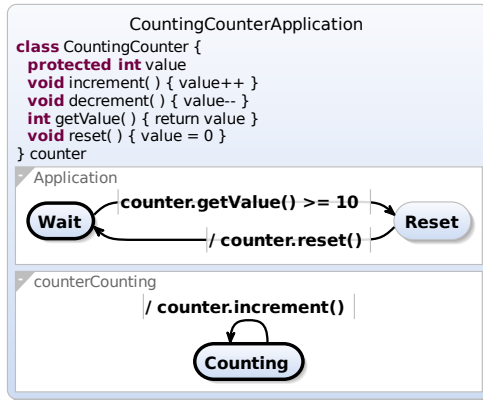 CountingCounterApplication
class CountingCounter {
protected int value
void increment( ) { value++ }
void decrement( ) { value-- }
int getValue( ) { return value }
void reset( ) { value = 0 }
} counter
- Application
counter.getValue() >= 10
Wait
Reset
/ counter.reset()
- counterCounting
/ counter.increment()
Counting